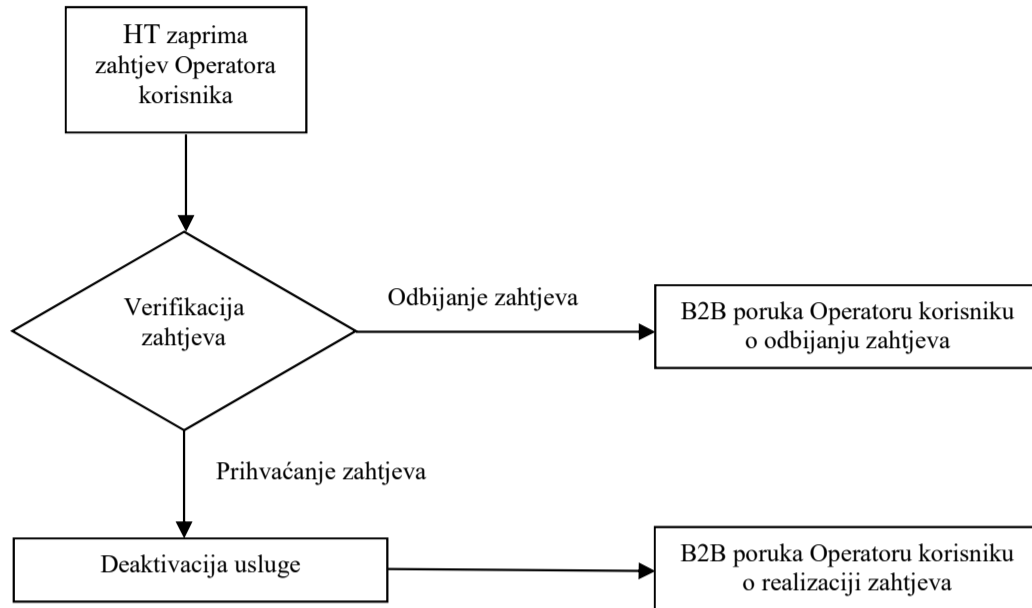 HT zaprima
zahtjev Operatora
korisnika
Verifikacija
zahtjeva
Odbijanje zahtjeva
B2B poruka Operatoru korisniku
o odbijanju zahtjeva
Prihvaćanje zahtjeva
Deaktivacija usluge
B2B poruka Operatoru korisniku
o realizaciji zahtjeva